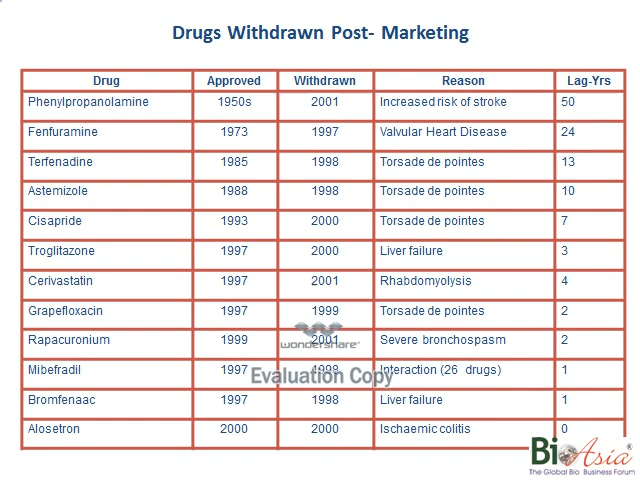 Drugs Withdrawn Post- Marketing
Drug Approved Withdrawn Reason Lag-Yrs
Phenylpropanolamine 1950s 2001 Increased risk of stroke 50
Fenfuramine 1973 1997 Valvular Heart Disease 24
Terfenadine 1985 1998 Torsade de pointes 13
Astemizole 1988 1998 Torsade de pointes 10
Cisapride 1993 2000 Torsade de pointes 7
Troglitazone 1997 2000 Liver failure 3
Cerivastatin 1997 2001 Rhabdomyolysis 4
Grapefloxacin 1997 1999 Torsade de pointes 2
Rapacuronium 1999 2001 Severe bronchospasm 2
wondershare®
Mibefradil 1997 1998 Interaction (26 drugs) 1
Evaluation Copy
Bromfenaac 1997 1998 Liver failure 1
Alosetron 2000 2000 Ischaemic colitis 0
BioAsia
The Global Bio Business Forum